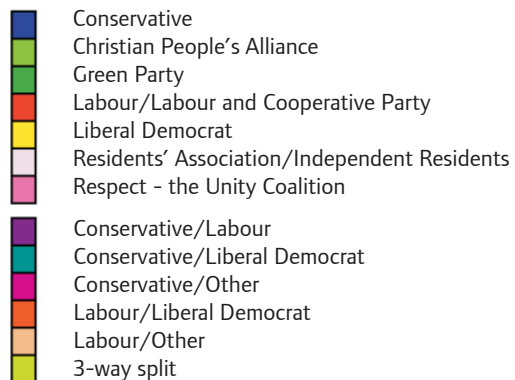 Conservative
Christian People’s Alliance
Green Party
Labour/Labour and Cooperative Party
Liberal Democrat
Residents’ Association/Independent Residents
Respect - the Unity Coalition
Conservative/Labour
Conservative/Liberal Democrat
Conservative/Other
Labour/Liberal Democrat
Labour/Other
3-way split